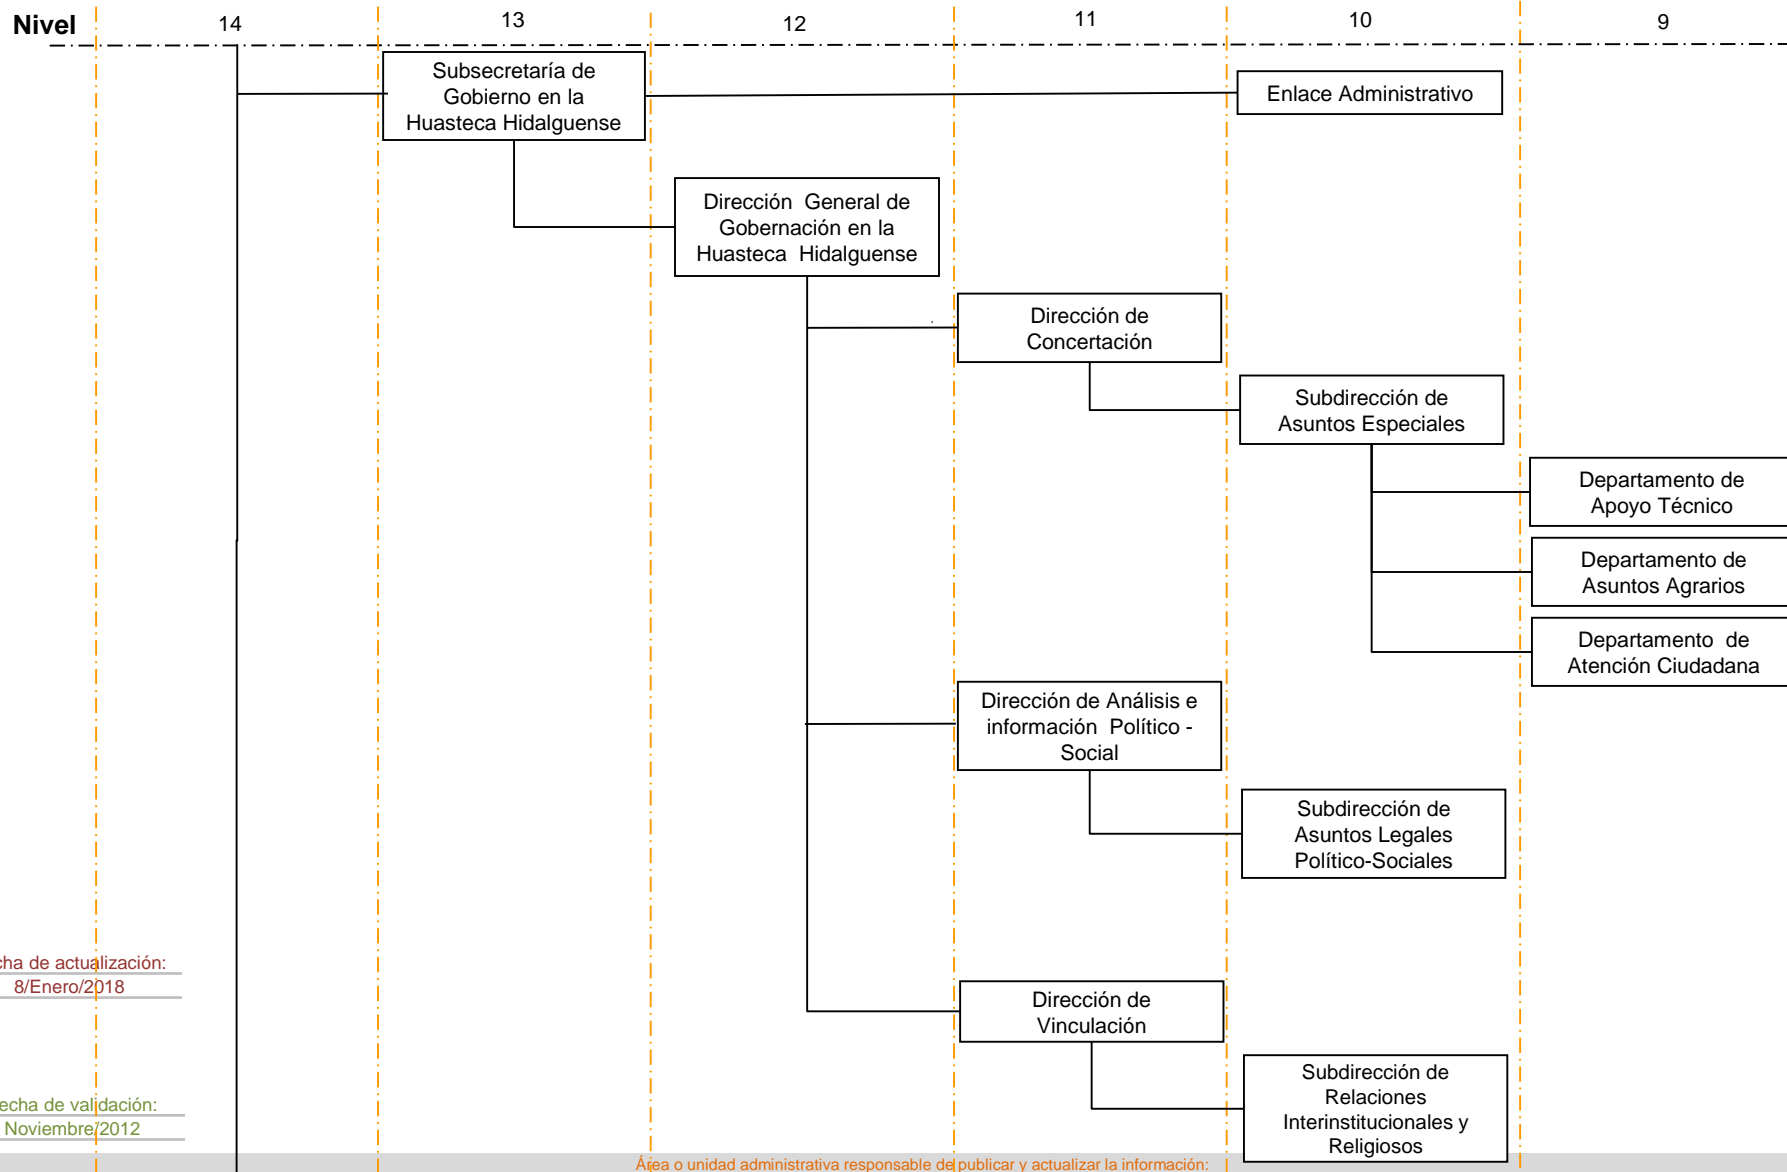 Nivel 14 13 12 11 10 9
Subsecretaría de
Gobierno en la
Huasteca Hidalguense
Enlace Administrativo
Dirección General de
Gobernación en la
Huasteca Hidalguense
Dirección de
Concertación
Subdirección de
Asuntos Especiales
Departamento de
Apoyo Técnico
Departamento de
Asuntos Agrarios
Departamento de
Atención Ciudadana
Dirección de Análisis e
información Político -
Social
Subdirección de
Asuntos Legales
Político-Sociales
cha de actualización:
8/Enero/2018
Dirección de
Vinculación
Subdirección de
Relaciones
Interinstitucionales y
Religiosos
echa de validación:
Noviembre/2012
Área o unidad administrativa responsable de publicar y actualizar la información: